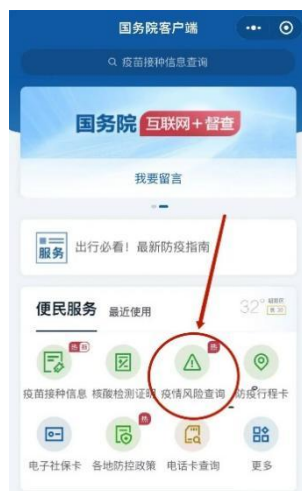 国务院客户端
疫苗接种信息查询
国务院 互联网+督查
我要留言
服务 出行必看！最新防疫指南
便民服务 最近使用 32°
热 新 热
疫苗接种信息 核酸检测证明 疫情风险查询 防疫行程卡
热
电子社保卡 各地防控政策 电话卡查询 更多